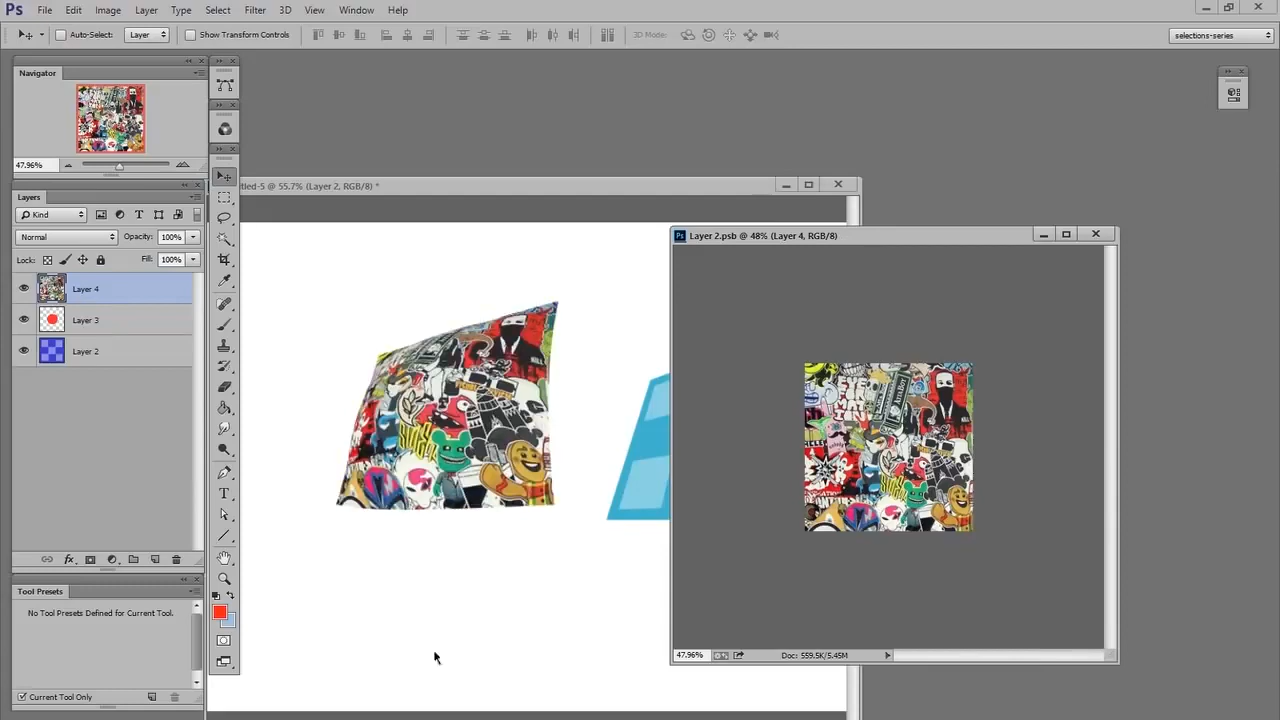 Ps File Edit Image Layer Type Select Filter 3D View Window Help
Auto-Select: Layer Show Transform Controls 3D Mode: selections-series
Navigator
47.96%
Layers
Kind
Normal Opacity: 100%
Lock: Fill: 100%
Layer 4
Layer 3
Layer 2
Tool Presets
No Tool Presets Defined for Current Tool.
Current Tool Only
titled-5 @ 55.7% (Layer 2, RGB/8) *
Ps Layer 2.psb @ 48% (Layer 4, RGB/8)
47.96% Doc: 559.5K/5.45M